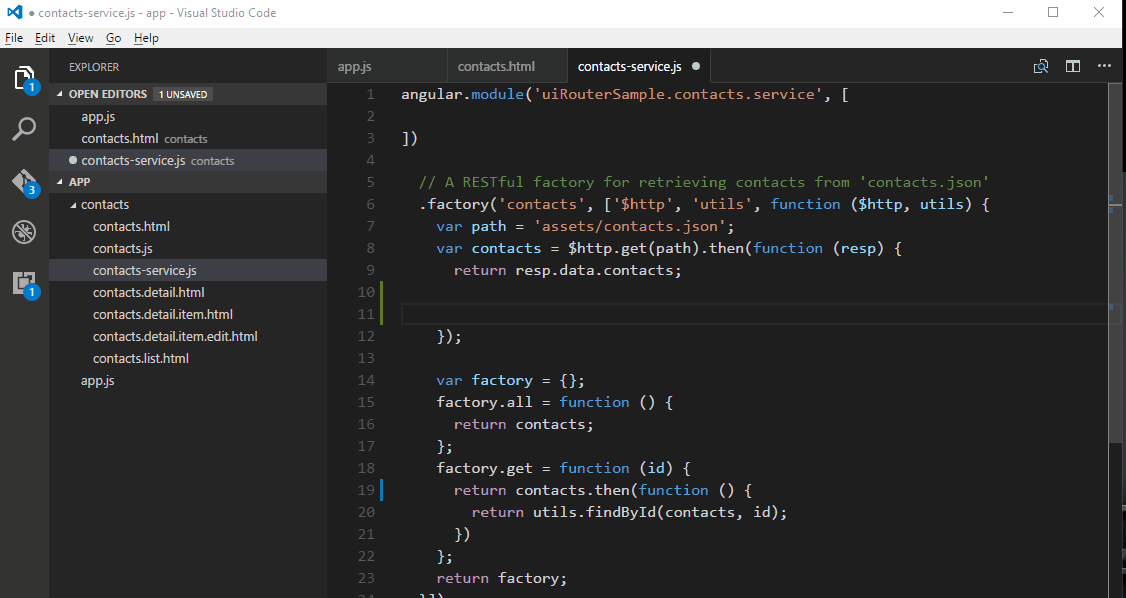 ● contacts-service.js - app - Visual Studio Code
File Edit View Go Help
EXPLORER
OPEN EDITORS 1 UNSAVED
app.js
contacts.html contacts
● contacts-service.js contacts
APP
contacts
contacts.html
contacts.js
contacts-service.js
contacts.detail.html
contacts.detail.item.html
contacts.detail.item.edit.html
contacts.list.html
app.js
1
3
1
app.js contacts.html contacts-service.js ●
1 angular.module('uiRouterSample.contacts.service', [
2
3 ])
4
5 // A RESTful factory for retrieving contacts from 'contacts.json'
6 .factory('contacts', ['$http', 'utils', function ($http, utils) {
7 var path = 'assets/contacts.json';
8 var contacts = $http.get(path).then(function (resp) {
9 return resp.data.contacts;
10
11
12 });
13
14 var factory = {};
15 factory.all = function () {
16 return contacts;
17 };
18 factory.get = function (id) {
19 return contacts.then(function () {
20 return utils.findById(contacts, id);
21 })
22 };
23 return factory;